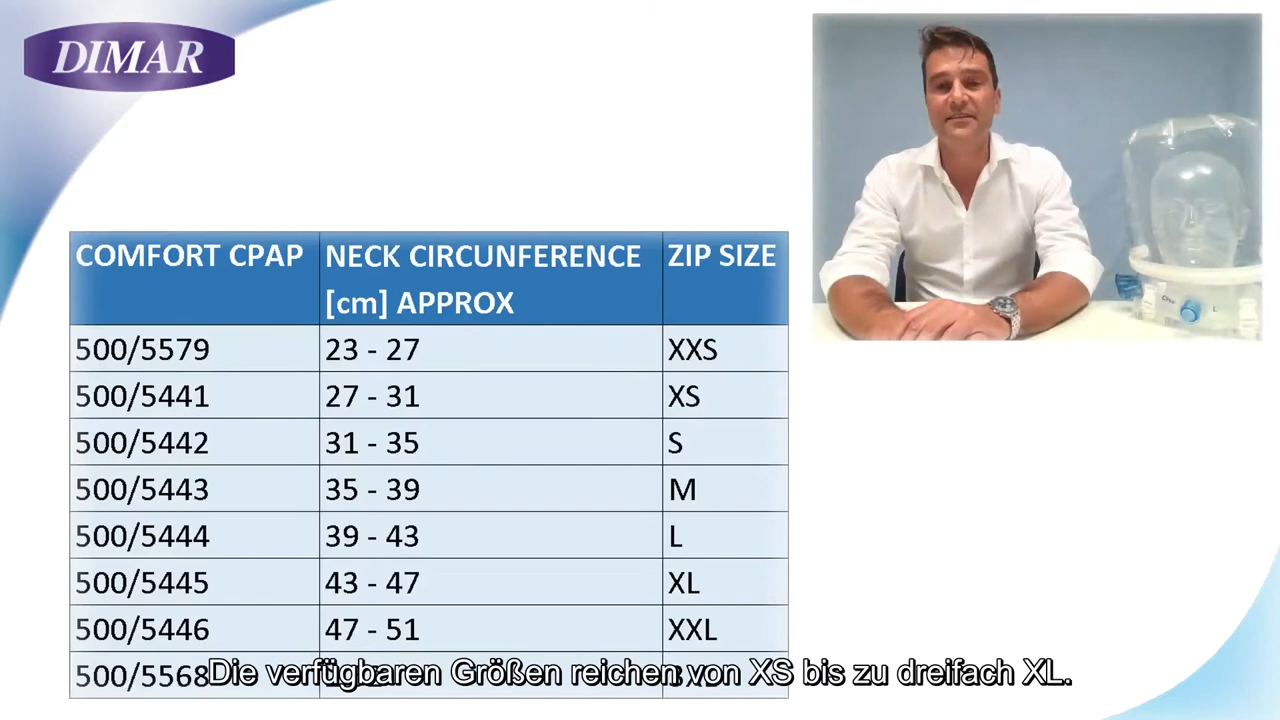 DIMAR
COMFORT CPAP NECK CIRCUNFERENCE ZIP SIZE
[cm] APPROX
500/5579 23 - 27 XXS
500/5441 27 - 31 XS
500/5442 31 - 35 S
500/5443 35 - 39 M
500/5444 39 - 43 L
500/5445 43 - 47 XL
500/5446 47 - 51 XXL
500/5568
Die verfügbaren Größen reichen von XS bis zu dreifach XL.
L